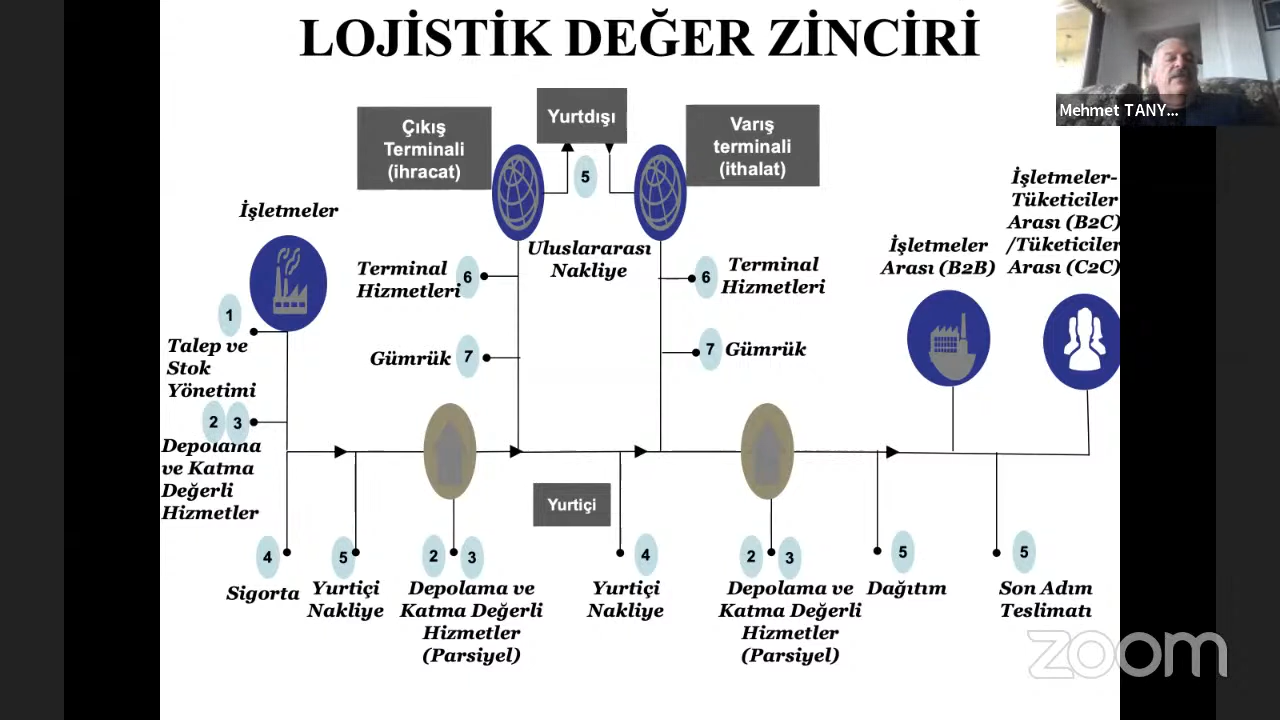 LOJİSTİK DEĞER ZİNCİRİ
Mehmet TANY...
Çıkış
Terminali
(ihracat)
Yurtdışı
5
Varış
terminali
(ithalat)
İşletmeler
Uluslararası
Nakliye
Terminal
Hizmetleri
6
6
Terminal
Hizmetleri
İşletmeler
Arası (B2B)
İşletmeler-
Tüketiciler
Arası (B2C)
/Tüketiciler
Arası (C2C)
1
Talep ve
Stok
Yönetimi
Gümrük
7
7
Gümrük
2 3
Depolama
ve Katma
Değerli
Hizmetler
Yurtiçi
4
Sigorta
5
Yurtiçi
Nakliye
2 3
Depolama ve
Katma Değerli
Hizmetler
(Parsiyel)
4
Yurtiçi
Nakliye
2 3
Depolama ve
Katma Değerli
Hizmetler
(Parsiyel)
5
Dağıtım
5
Son Adım
Teslimatı
zoom